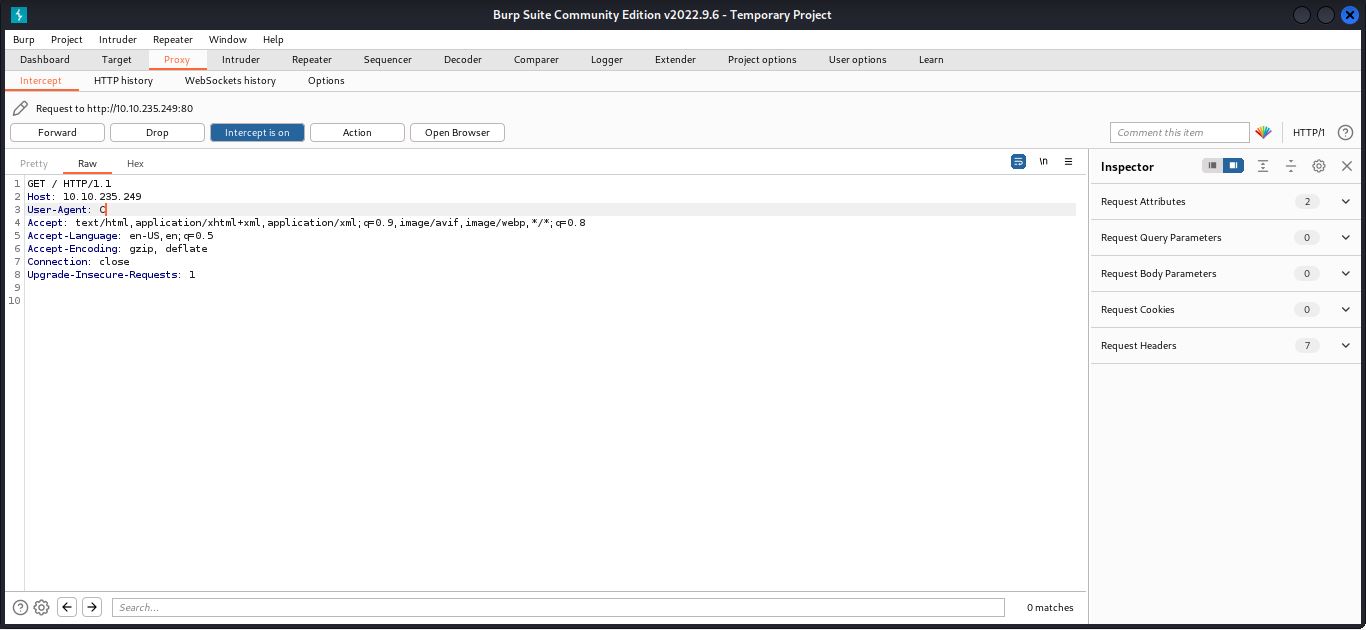 Burp Suite Community Edition v2022.9.6 - Temporary Project
Burp Project Intruder Repeater Window Help
Dashboard Target Proxy Intruder Repeater Sequencer Decoder Comparer Logger Extender Project options User options Learn
Intercept HTTP history WebSockets history Options
Request to http://10.10.235.249:80
Forward Drop Intercept is on Action Open Browser Comment this item HTTP/1 ?
Pretty Raw Hex \n Inspector
1 GET / HTTP/1.1
2 Host: 10.10.235.249
3 User-Agent: C
4 Accept: text/html,application/xhtml+xml,application/xml;q=0.9,image/avif,image/webp,*/*;q=0.8
5 Accept-Language: en-US,en;q=0.5
6 Accept-Encoding: gzip, deflate
7 Connection: close
8 Upgrade-Insecure-Requests: 1
9
10
Request Attributes 2
Request Query Parameters 0
Request Body Parameters 0
Request Cookies 0
Request Headers 7
? Search... 0 matches